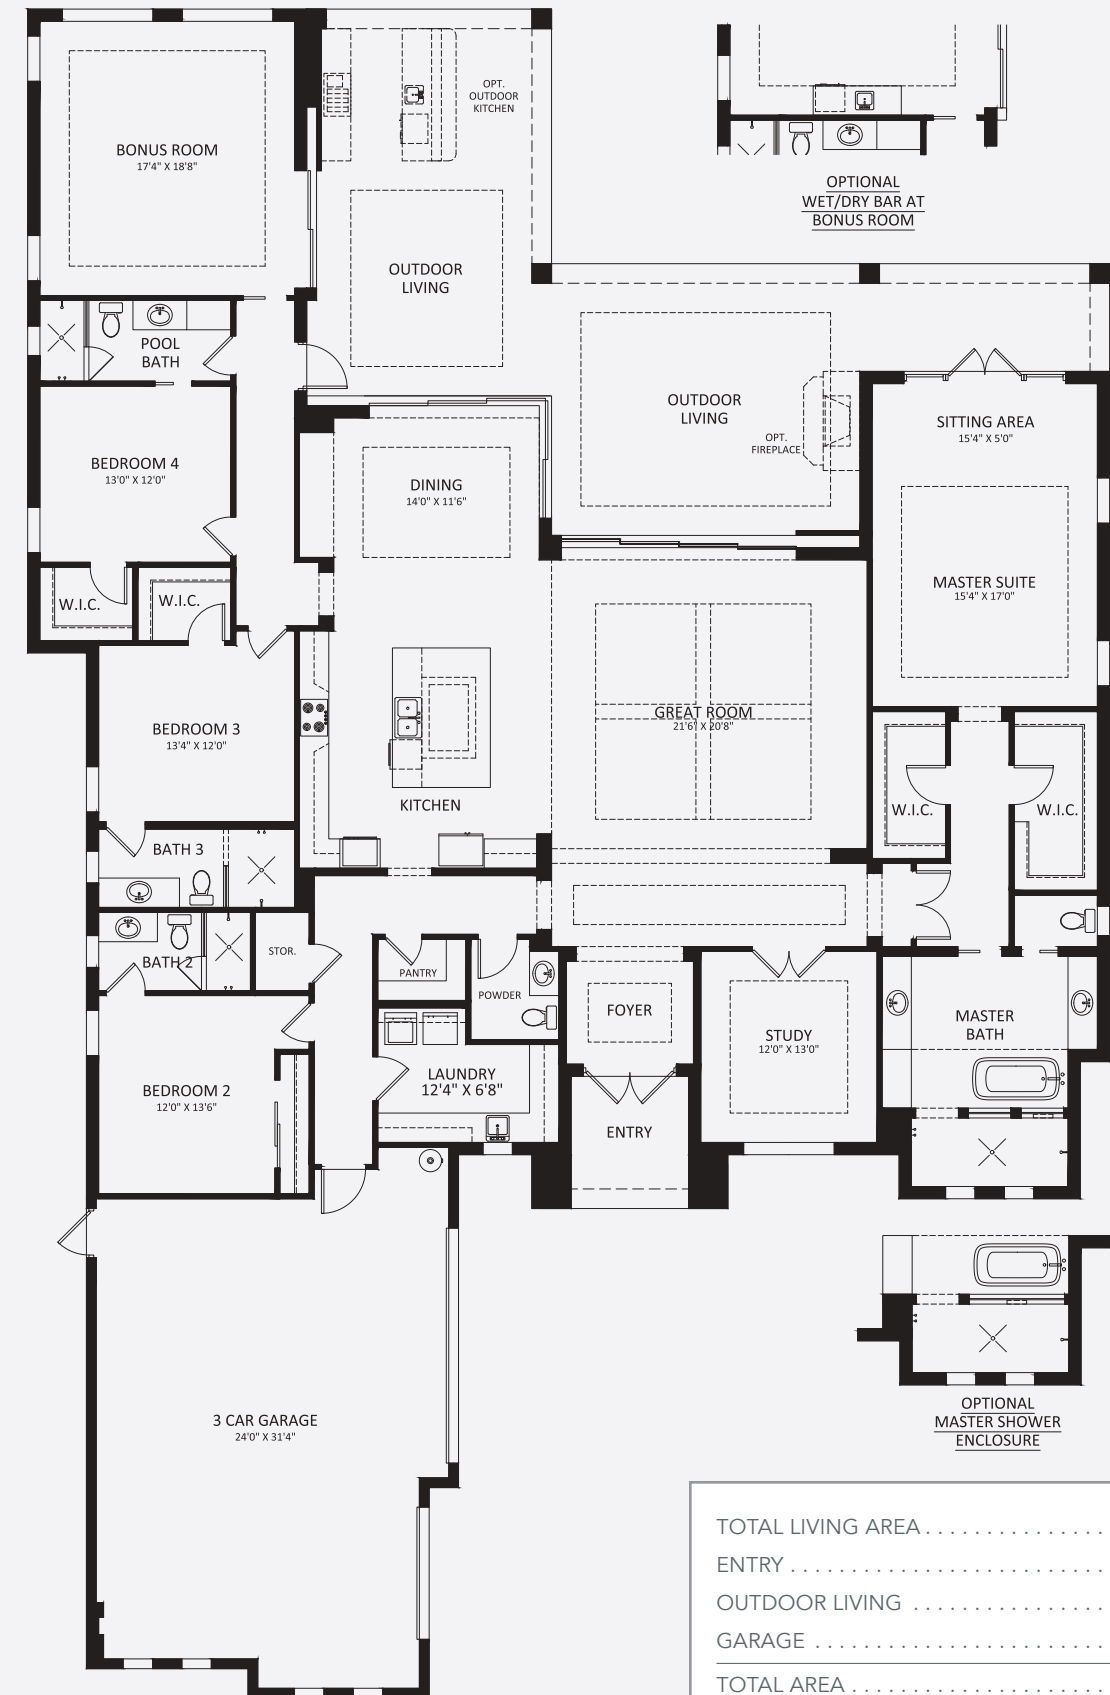 BONUS ROOM
17'4" X 18'8"
OPT.
OUTDOOR
KITCHEN
OPTIONAL
WET/DRY BAR AT
BONUS ROOM
OUTDOOR
LIVING
POOL
BATH
OUTDOOR
LIVING
OPT.
FIREPLACE
SITTING AREA
15'4" X 5'0"
BEDROOM 4
13'0" X 12'0"
DINING
14'0" X 11'6"
MASTER SUITE
15'4" X 17'0"
W.I.C.
W.I.C.
BEDROOM 3
13'4" X 12'0"
GREAT ROOM
21'6" X 20'8"
KITCHEN
W.I.C.
W.I.C.
BATH 3
BATH 2
STOR.
PANTRY
POWDER
FOYER
STUDY
12'0" X 13'0"
MASTER
BATH
BEDROOM 2
12'0" X 13'6"
LAUNDRY
12'4" X 6'8"
ENTRY
3 CAR GARAGE
24'0" X 31'4"
OPTIONAL
MASTER SHOWER
ENCLOSURE
TOTAL LIVING AREA . . . . . . . . . . . . . . .
ENTRY . . . . . . . . . . . . . . . . . . . . . . . . . .
OUTDOOR LIVING . . . . . . . . . . . . . . . .
GARAGE . . . . . . . . . . . . . . . . . . . . . . . .
TOTAL AREA . . . . . . . . . . . . . . . . . . . . .